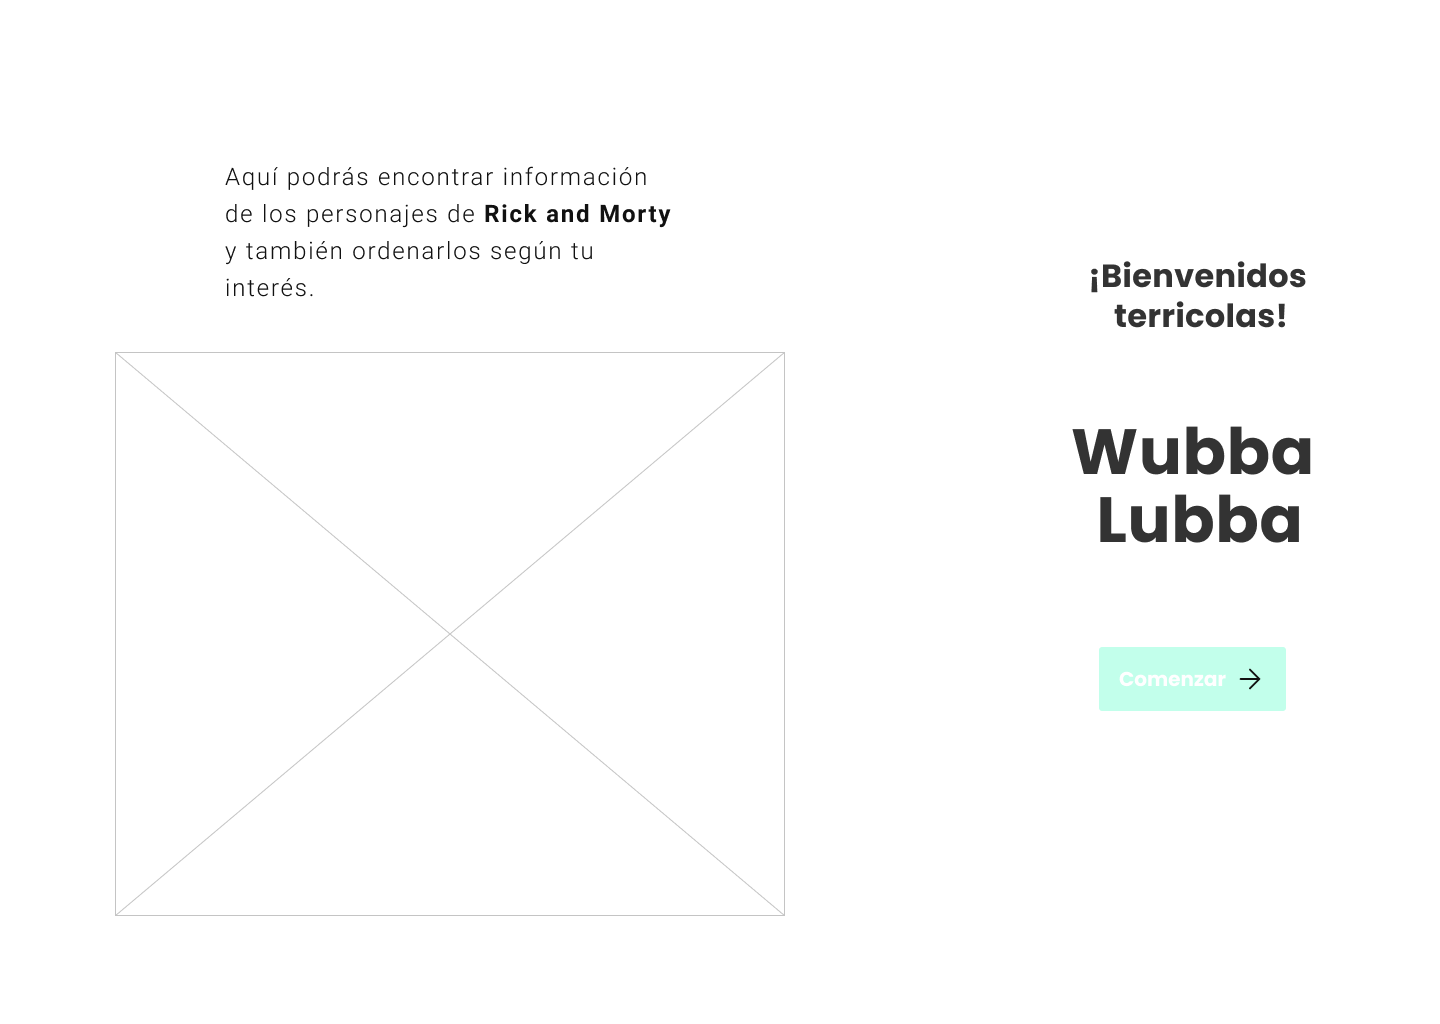 Aquí podrás encontrar información
de los personajes de Rick and Morty
y también ordenarlos según tu
interés.
¡Bienvenidos
terricolas!
Wubba
Lubba
Comenzar